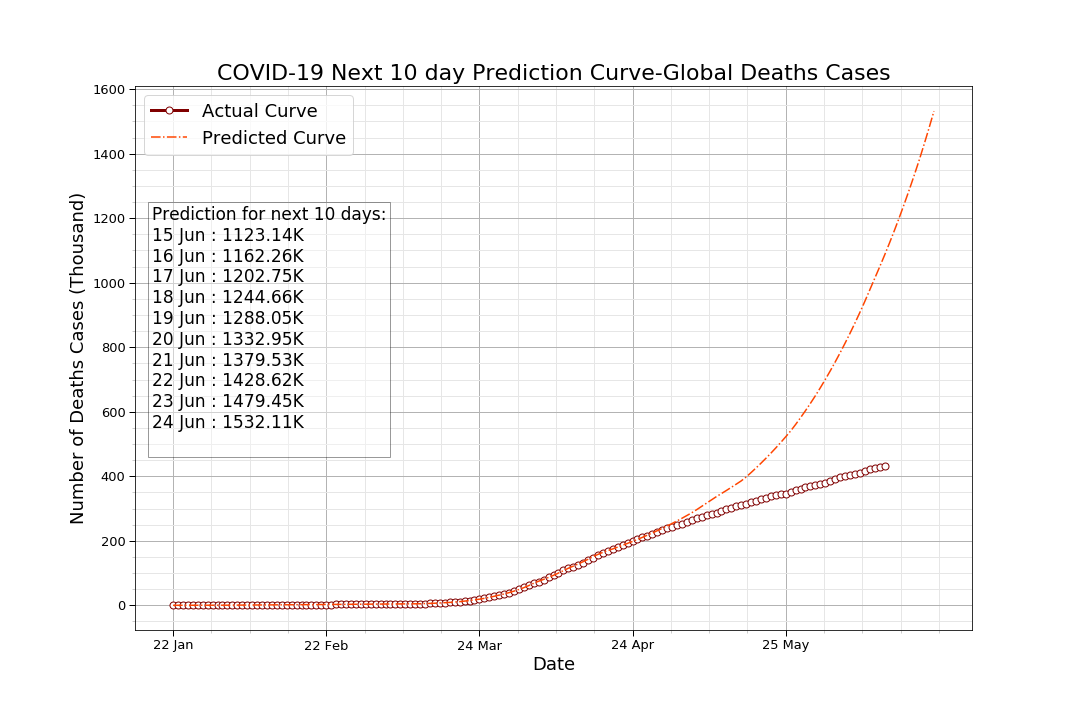 COVID-19 Next 10 day Prediction Curve-Global Deaths Cases
1600
1400
1200
1000
800
600
400
200
0
Number of Deaths Cases (Thousand)
Actual Curve
Predicted Curve
Prediction for next 10 days:
15 Jun : 1123.14K
16 Jun : 1162.26K
17 Jun : 1202.75K
18 Jun : 1244.66K
19 Jun : 1288.05K
20 Jun : 1332.95K
21 Jun : 1379.53K
22 Jun : 1428.62K
23 Jun : 1479.45K
24 Jun : 1532.11K
22 Jan
22 Feb
24 Mar
24 Apr
25 May
Date